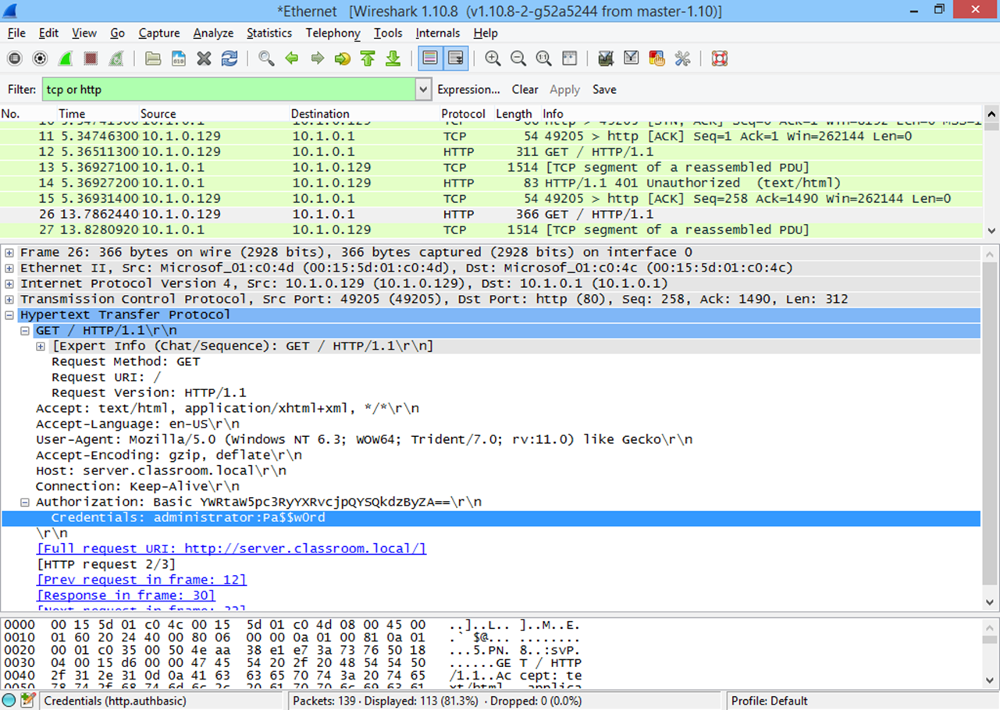 *Ethernet [Wireshark 1.10.8 (v1.10.8-2-g52a5244 from master-1.10)]
File Edit View Go Capture Analyze Statistics Telephony Tools Internals Help
Filter: tcp or http Expression... Clear Apply Save
No. Time Source Destination Protocol Length Info
11 5.34746300 10.1.0.129 10.1.0.1 TCP 54 49205 > http [ACK] Seq=1 Ack=1 Win=262144 Len=0
12 5.36511300 10.1.0.129 10.1.0.1 HTTP 311 GET / HTTP/1.1
13 5.36927100 10.1.0.1 10.1.0.129 TCP 1514 [TCP segment of a reassembled PDU]
14 5.36927200 10.1.0.1 10.1.0.129 HTTP 83 HTTP/1.1 401 Unauthorized (text/html)
15 5.36931400 10.1.0.129 10.1.0.1 TCP 54 49205 > http [ACK] Seq=258 Ack=1490 Win=262144 Len=0
26 13.7862440 10.1.0.129 10.1.0.1 HTTP 366 GET / HTTP/1.1
27 13.8280920 10.1.0.1 10.1.0.129 TCP 1514 [TCP segment of a reassembled PDU]
Frame 26: 366 bytes on wire (2928 bits), 366 bytes captured (2928 bits) on interface 0
Ethernet II, Src: Microsof_01:c0:4d (00:15:5d:01:c0:4d), Dst: Microsof_01:c0:4c (00:15:5d:01:c0:4c)
Internet Protocol Version 4, Src: 10.1.0.129 (10.1.0.129), Dst: 10.1.0.1 (10.1.0.1)
Transmission Control Protocol, Src Port: 49205 (49205), Dst Port: http (80), Seq: 258, Ack: 1490, Len: 312
Hypertext Transfer Protocol
GET / HTTP/1.1\r\n
[Expert Info (Chat/Sequence): GET / HTTP/1.1\r\n]
Request Method: GET
Request URI: /
Request Version: HTTP/1.1
Accept: text/html, application/xhtml+xml, */*\r\n
Accept-Language: en-US\r\n
User-Agent: Mozilla/5.0 (Windows NT 6.3; WOW64; Trident/7.0; rv:11.0) like Gecko\r\n
Accept-Encoding: gzip, deflate\r\n
Host: server.classroom.local\r\n
Connection: Keep-Alive\r\n
Authorization: Basic YWRtaW5pc3RyYXRvcjpQYSQkdzByZA==\r\n
Credentials: administrator:Pa$$w0rd
\r\n
[Full request URI: http://server.classroom.local/]
[HTTP request 2/3]
[Prev request in frame: 12]
[Response in frame: 30]
0000 00 15 5d 01 c0 4c 00 15 5d 01 c0 4d 08 00 45 00 ..]..L.. ]..M..E.
0010 01 60 20 24 40 00 80 06 00 00 0a 01 00 81 0a 01 .` $@... ........
0020 00 01 c0 35 00 50 4e aa 38 e1 e7 3a 73 76 50 18 ...5.PN. 8..:svP.
0030 04 00 15 d6 00 00 47 45 54 20 2f 20 48 54 54 50 ......GE T / HTTP
0040 2f 31 2e 31 0d 0a 41 63 63 65 70 74 3a 20 74 65 /1.1..Ac cept: te
Credentials (http.authbasic) Packets: 139 · Displayed: 113 (81.3%) · Dropped: 0 (0.0%) Profile: Default